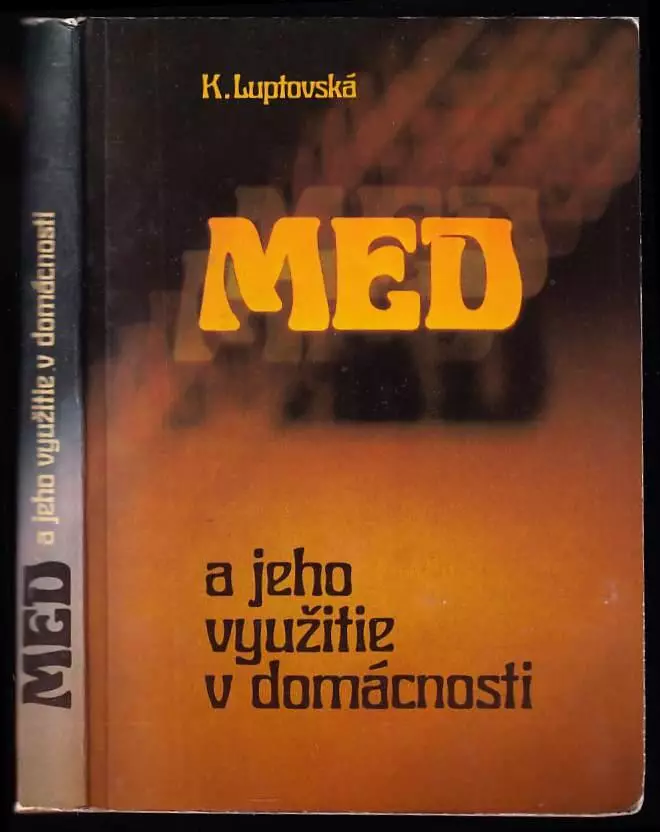 K. Luptovská
MED
a jeho
využitie
v domácnosti
MED a jeho využitie v domácnosti